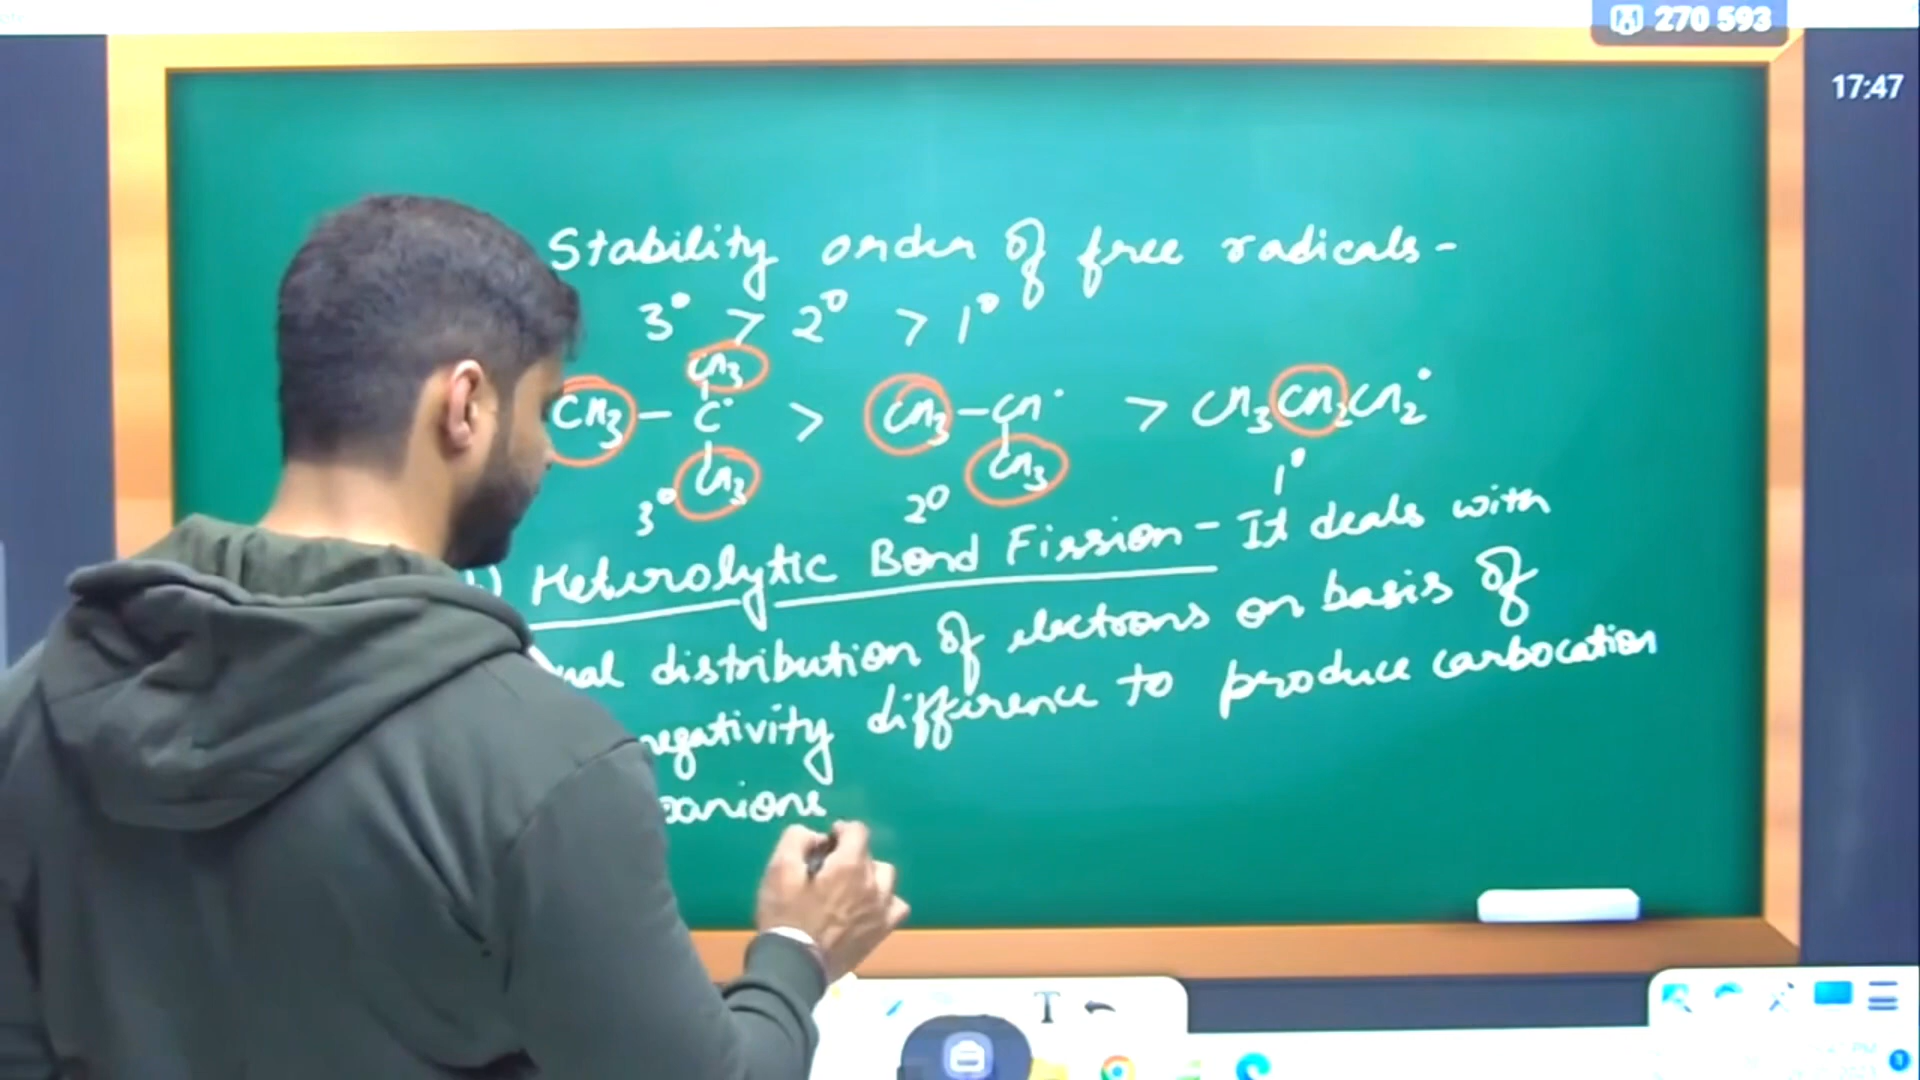 270 593
17:47
Stability order of free radicals -
3° > 2° > 1°
CH3
CH3 - C• > CH3 - CH• > CH3CH2CH2•
CH3 CH3
3° 2° 1°
Heterolytic Bond Fission - It deals with
distribution of electrons on basis of
negativity difference to produce carbocation
anions
T